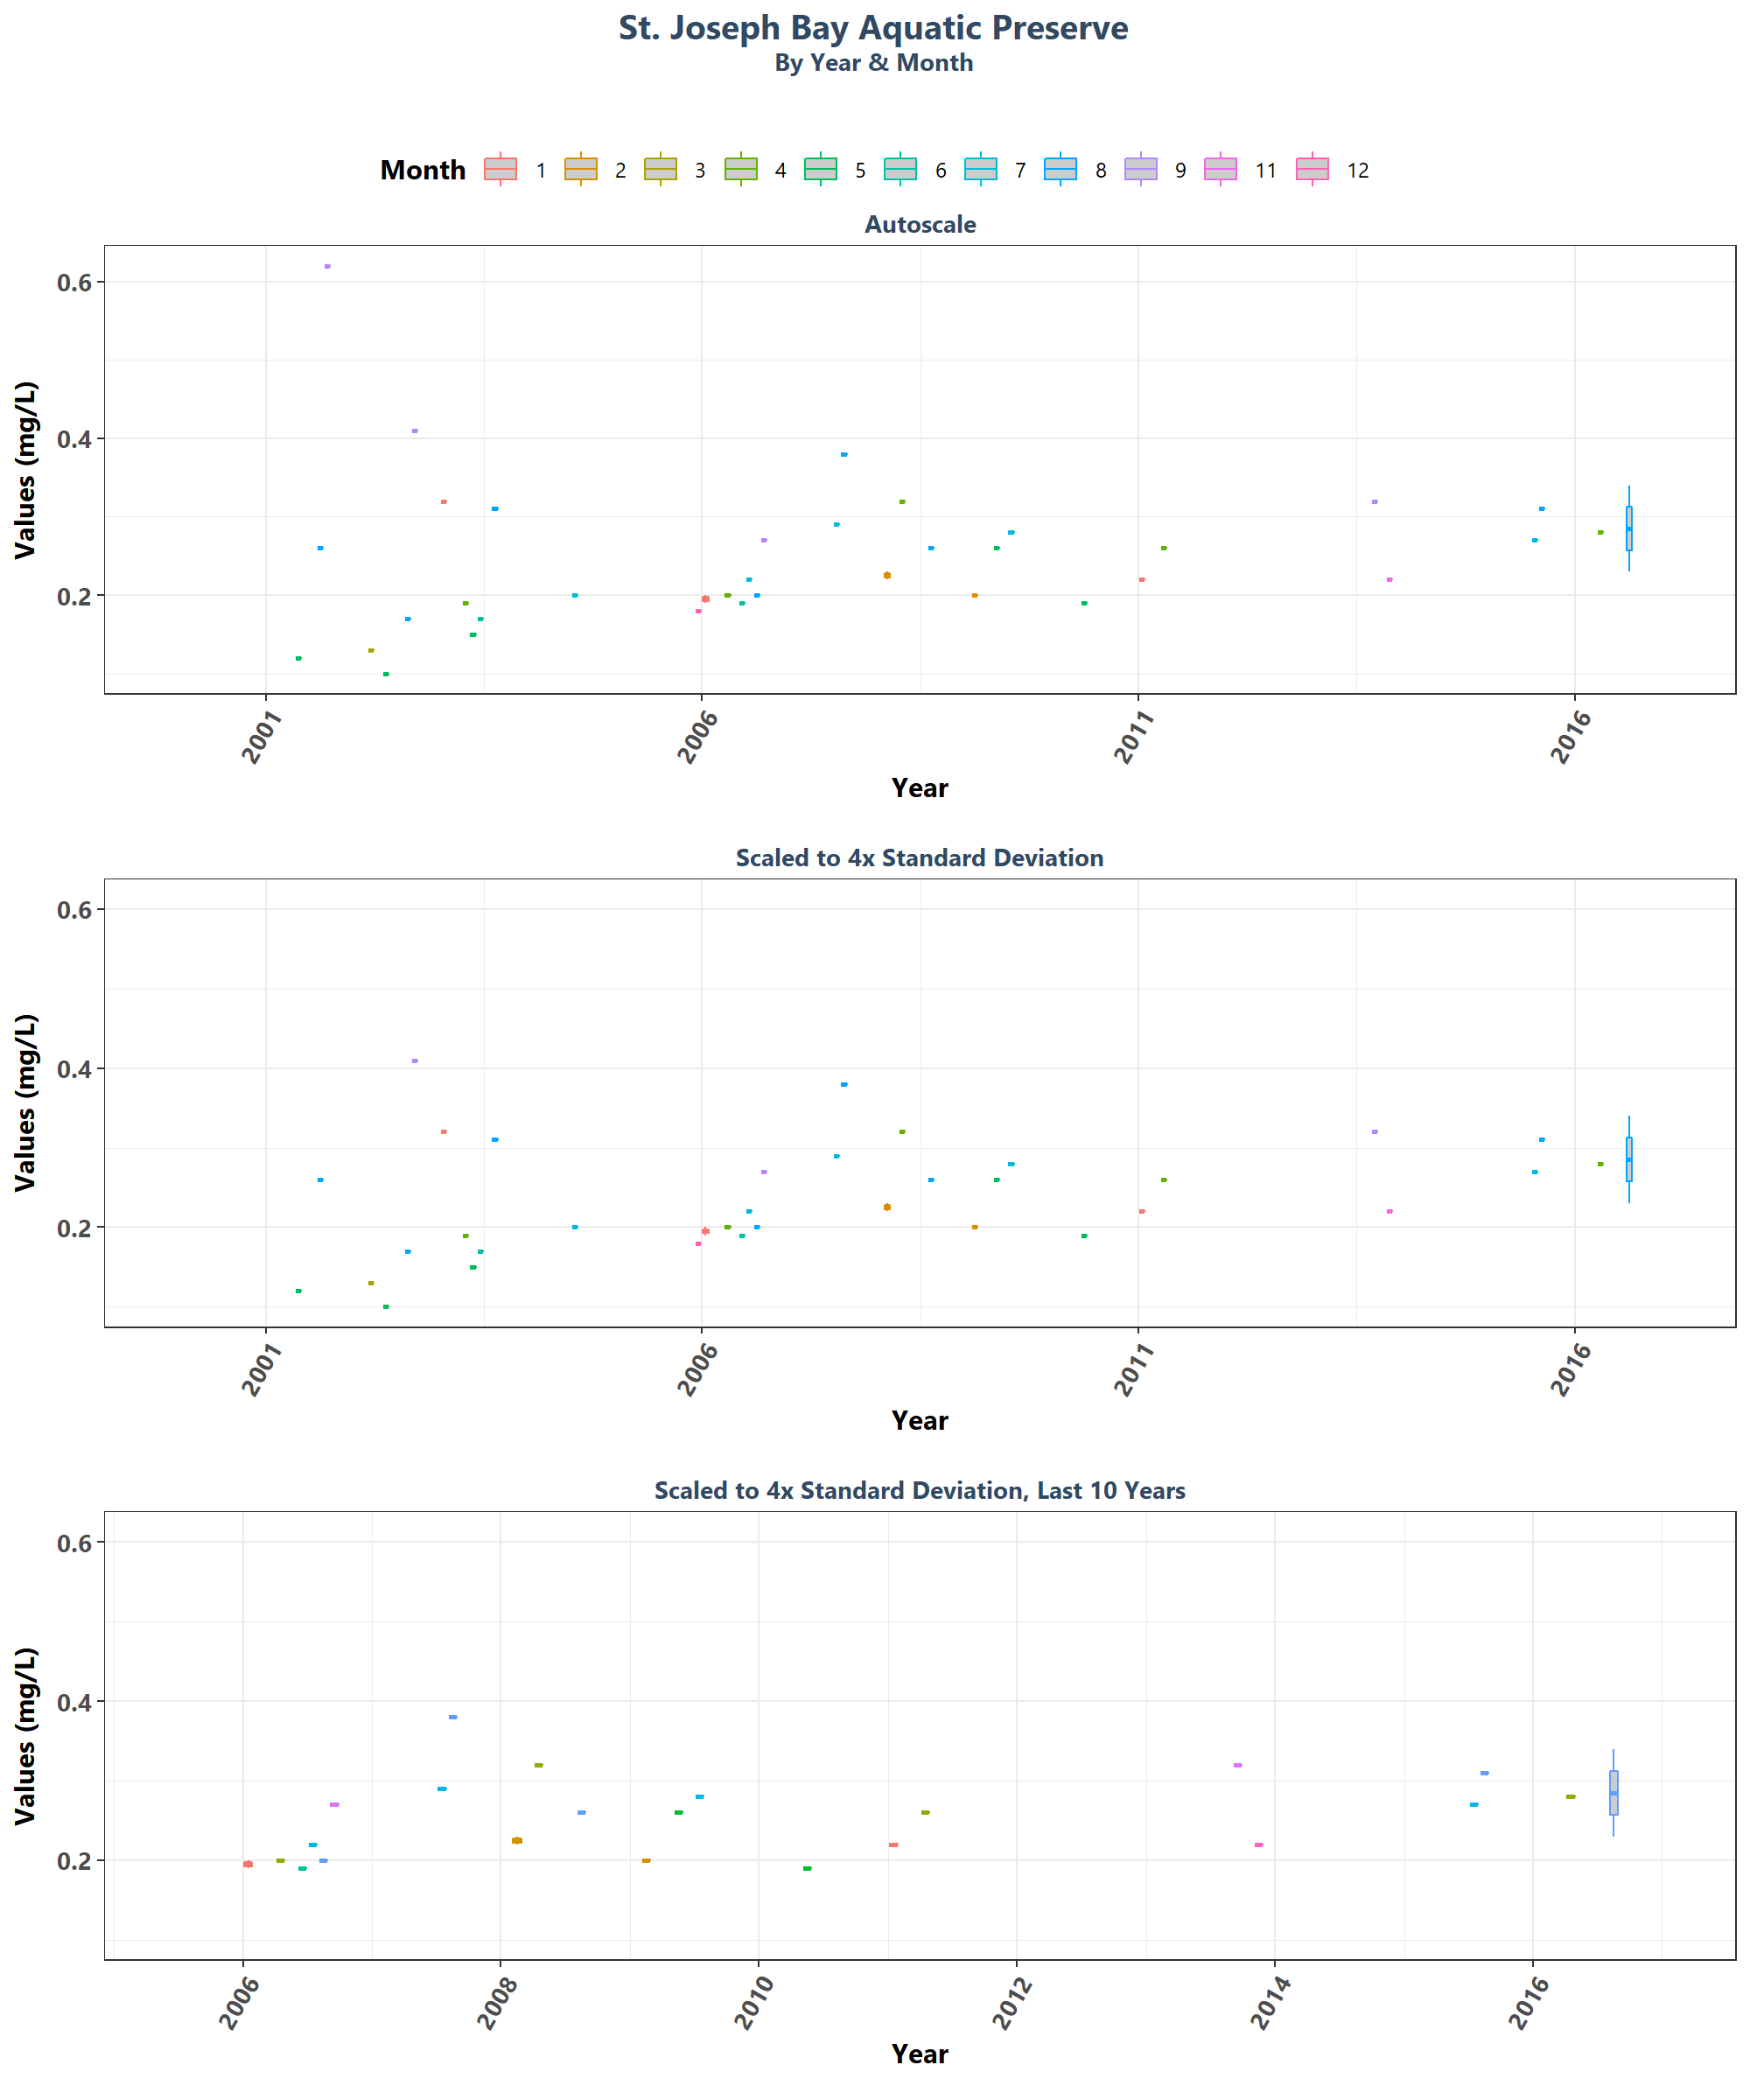 St. Joseph Bay Aquatic Preserve
By Year & Month
Month 1 2 3 4 5 6 7 8 9 11 12
Autoscale
Values (mg/L)
0.6
0.4
0.2
2001 2006 2011 2016
Year
Scaled to 4x Standard Deviation
Values (mg/L)
0.6
0.4
0.2
2001 2006 2011 2016
Year
Scaled to 4x Standard Deviation, Last 10 Years
Values (mg/L)
0.6
0.4
0.2
2006 2008 2010 2012 2014 2016
Year